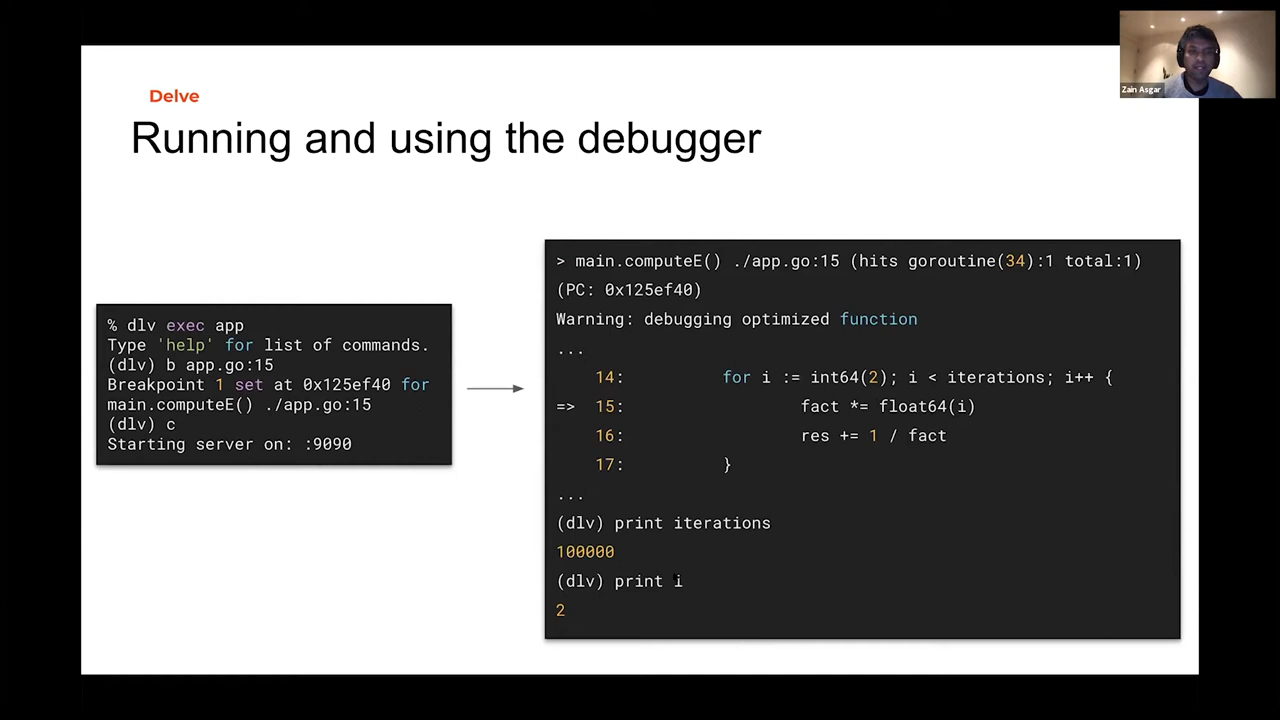 Delve
Running and using the debugger
Zain Asgar
% dlv exec app
Type 'help' for list of commands.
(dlv) b app.go:15
Breakpoint 1 set at 0x125ef40 for
main.computeE() ./app.go:15
(dlv) c
Starting server on: :9090
> main.computeE() ./app.go:15 (hits goroutine(34):1 total:1)
(PC: 0x125ef40)
Warning: debugging optimized function
...
14: for i := int64(2); i < iterations; i++ {
=> 15: fact *= float64(i)
16: res += 1 / fact
17: }
...
(dlv) print iterations
100000
(dlv) print i
2